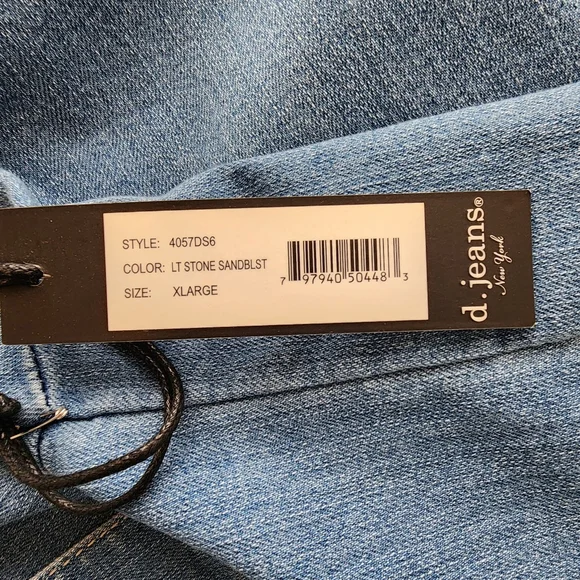 STYLE: 4057DS6
COLOR: LT STONE SANDBLST
SIZE: XLARGE
7 97940 50448 3
d.jeans®
New York